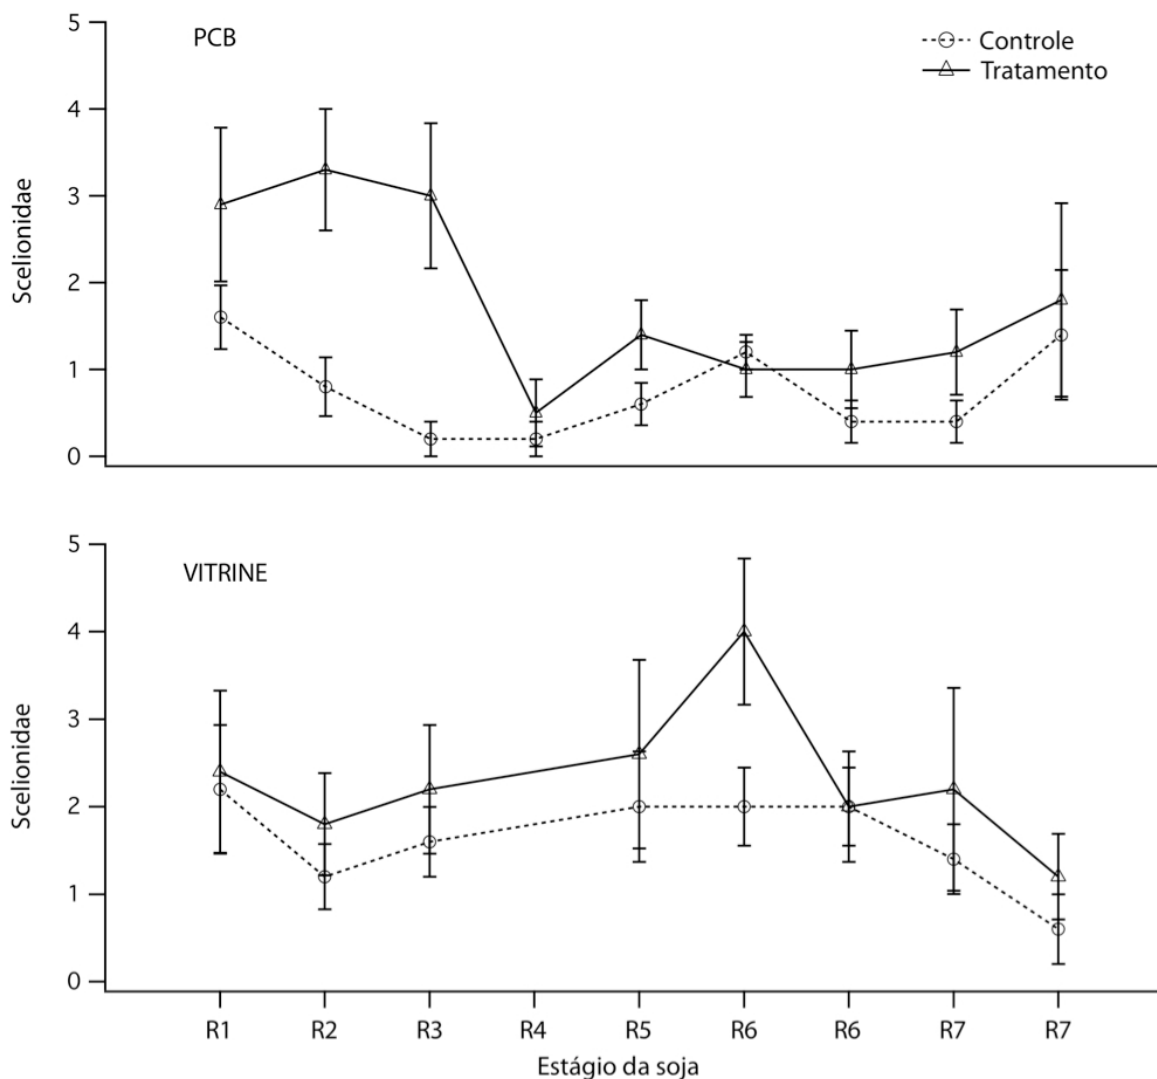 5
PCB
Controle
Tratamento
4
3
2
1
0
Scelionidae
5
VITRINE
4
3
2
1
0
Scelionidae
R1 R2 R3 R4 R5 R6 R6 R7 R7
Estágio da soja